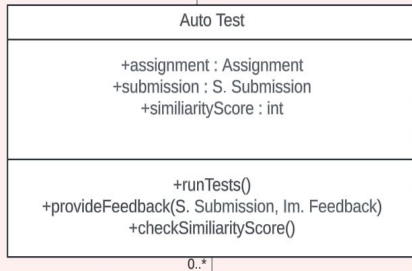 Auto Test
+assignment : Assignment
+submission : S. Submission
+similiarityScore : int
+runTests()
+provideFeedback(S. Submission, Im. Feedback)
+checkSimiliarityScore()
0..*